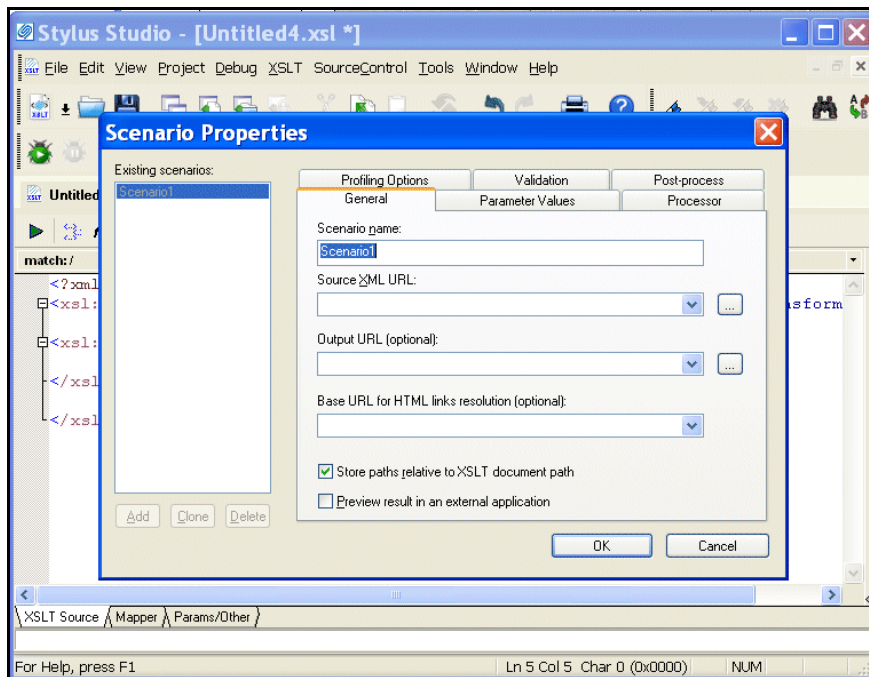 Stylus Studio - [Untitled4.xsl *]
File Edit View Project Debug XSLT SourceControl Tools Window Help
Scenario Properties
Existing scenarios:
Scenario1
Profiling Options Validation Post-process
General Parameter Values Processor
Scenario name:
Scenario1
Source XML URL:
...
Output URL (optional):
...
Base URL for HTML links resolution (optional):
Store paths relative to XSLT document path
Preview result in an external application
Add Clone Delete
OK Cancel
Untitled
match: /
<?xml
<xsl: nsform
<xsl:
</xsl
</xsl
XSLT Source Mapper Params/Other
For Help, press F1 Ln 5 Col 5 Char 0 (0x0000) NUM